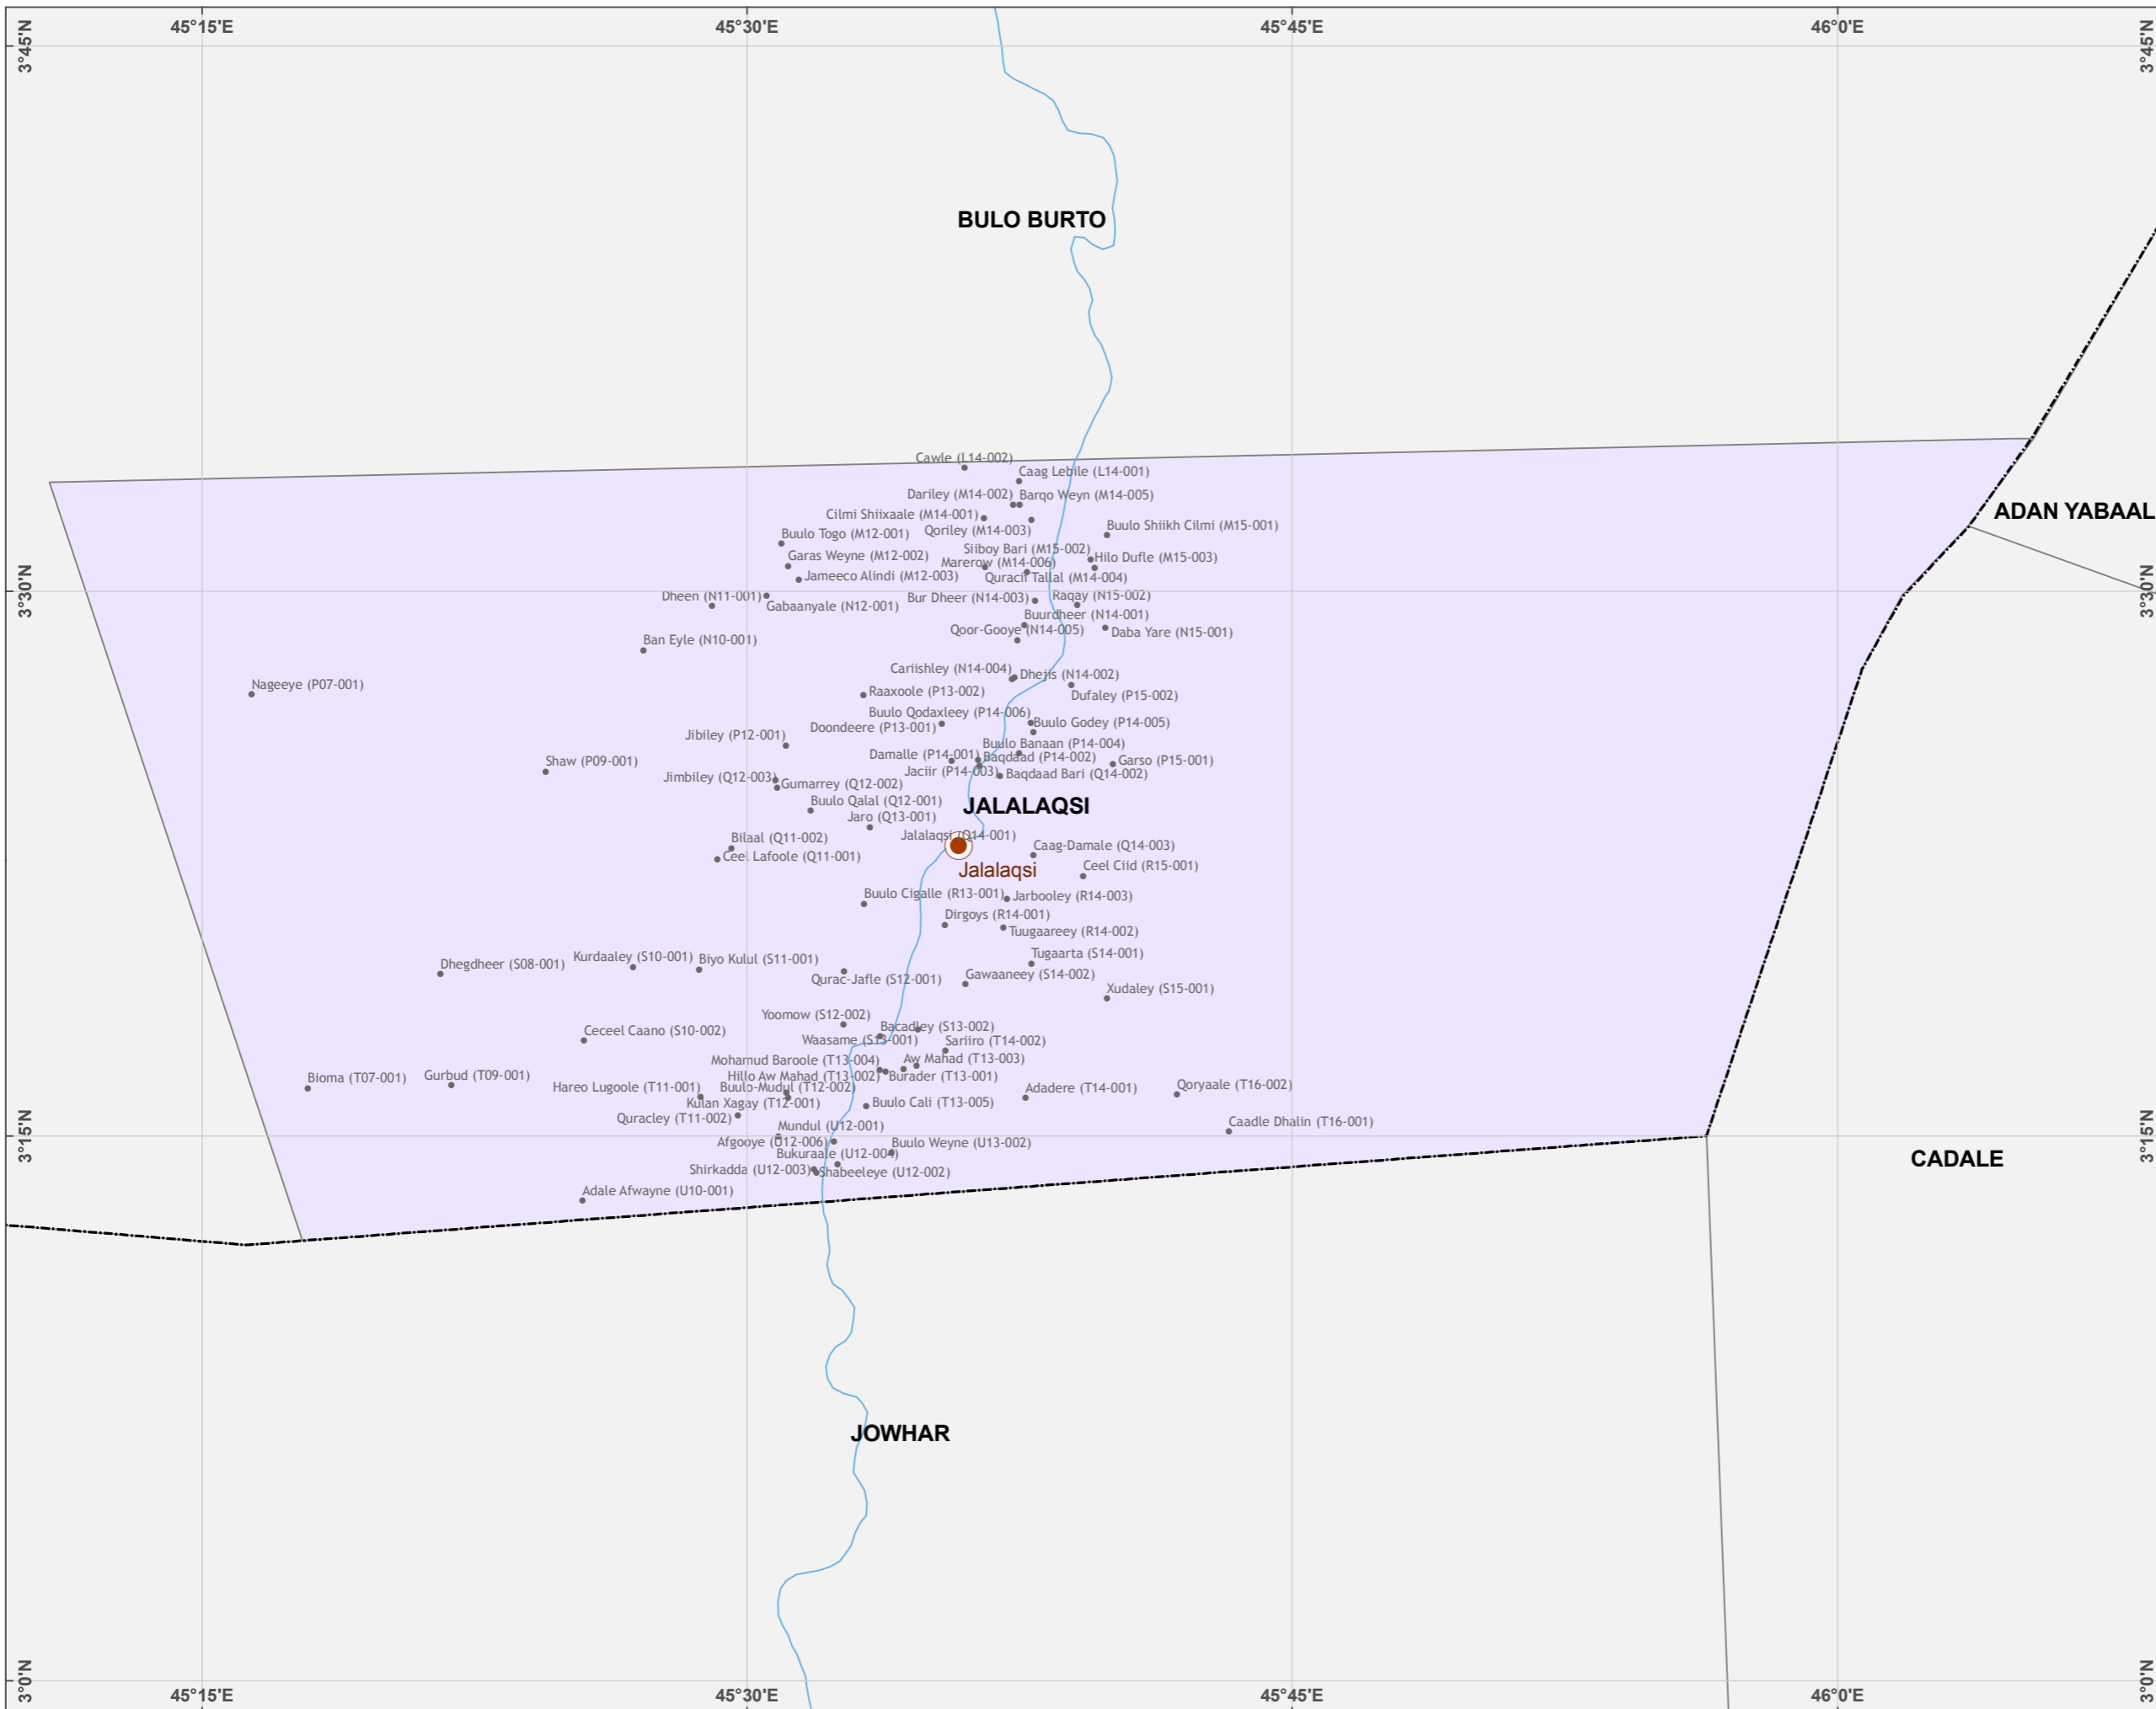 45°15'E
45°30'E
45°45'E
46°0'E
3°45'N
3°45'N
BULO BURTO
Cawle (L14-002)
Caag Lebile (L14-001)
Dariley (M14-002)
Barqo Weyn (M14-005)
Cilmi Shiixaale (M14-001)
Qoriley (M14-003)
Buulo Shiikh Cilmi (M15-001)
ADAN YABAAL
Buulo Togo (M12-001)
Siiboy Bari (M15-002)
Garas Weyne (M12-002)
Marerow (M14-006)
Hilo Dufle (M15-003)
Jameeco Alindi (M12-003)
Quracif Tallal (M14-004)
3°30'N
3°30'N
Dheen (N11-001)
Gabaanyale (N12-001)
Bur Dheer (N14-003)
Raqay (N15-002)
Buurdheer (N14-001)
Qoor-Gooye (N14-005)
Daba Yare (N15-001)
Ban Eyle (N10-001)
Cariishley (N14-004)
Dhejis (N14-002)
Nageeye (P07-001)
Raaxoole (P13-002)
Dufaley (P15-002)
Buulo Qodaxleey (P14-006)
Doondeere (P13-001)
Buulo Godey (P14-005)
Jibiley (P12-001)
Buulo Banaan (P14-004)
Damalle (P14-001)
Baqdaad (P14-002)
Shaw (P09-001)
Garso (P15-001)
Jaciir (P14-003)
Baqdaad Bari (Q14-002)
Jimbiley (Q12-003)
Gumarrey (Q12-002)
Buulo Qalal (Q12-001)
JALALAQSI
Jaro (Q13-001)
Jalalaqsi (Q14-001)
Bilaal (Q11-002)
Caag-Damale (Q14-003)
Ceel Lafoole (Q11-001)
Jalalaqsi
Ceel Ciid (R15-001)
Buulo Cigalle (R13-001)
Jarbooley (R14-003)
Dirgoys (R14-001)
Tuugaareey (R14-002)
Tugaarta (S14-001)
Dhegdheer (S08-001)
Kurdaaley (S10-001)
Biyo Kulul (S11-001)
Qurac-Jafle (S12-001)
Gawaaneey (S14-002)
Xudaley (S15-001)
Yoomow (S12-002)
Ceceel Caano (S10-002)
Bacadley (S13-002)
Waasame (S13-001)
Sariiro (T14-002)
Mohamud Baroole (T13-004)
Aw Mahad (T13-003)
Bioma (T07-001)
Gurbud (T09-001)
Hillo Aw Mahad (T13-002)
Burader (T13-001)
Hareo Lugoole (T11-001)
Buulo-Mudul (T12-002)
Adadere (T14-001)
Qoryaale (T16-002)
Kulan Xagay (T12-001)
Buulo Cali (T13-005)
Quracley (T11-002)
Caadle Dhalin (T16-001)
3°15'N
3°15'N
Mundul (U12-001)
Afgooye (U12-006)
Buulo Weyne (U13-002)
Bukuraale (U12-004)
CADALE
Shirkadda (U12-003)
Shabeeleye (U12-002)
Adale Afwayne (U10-001)
JOWHAR
3°0'N
3°0'N
45°15'E
45°30'E
45°45'E
46°0'E